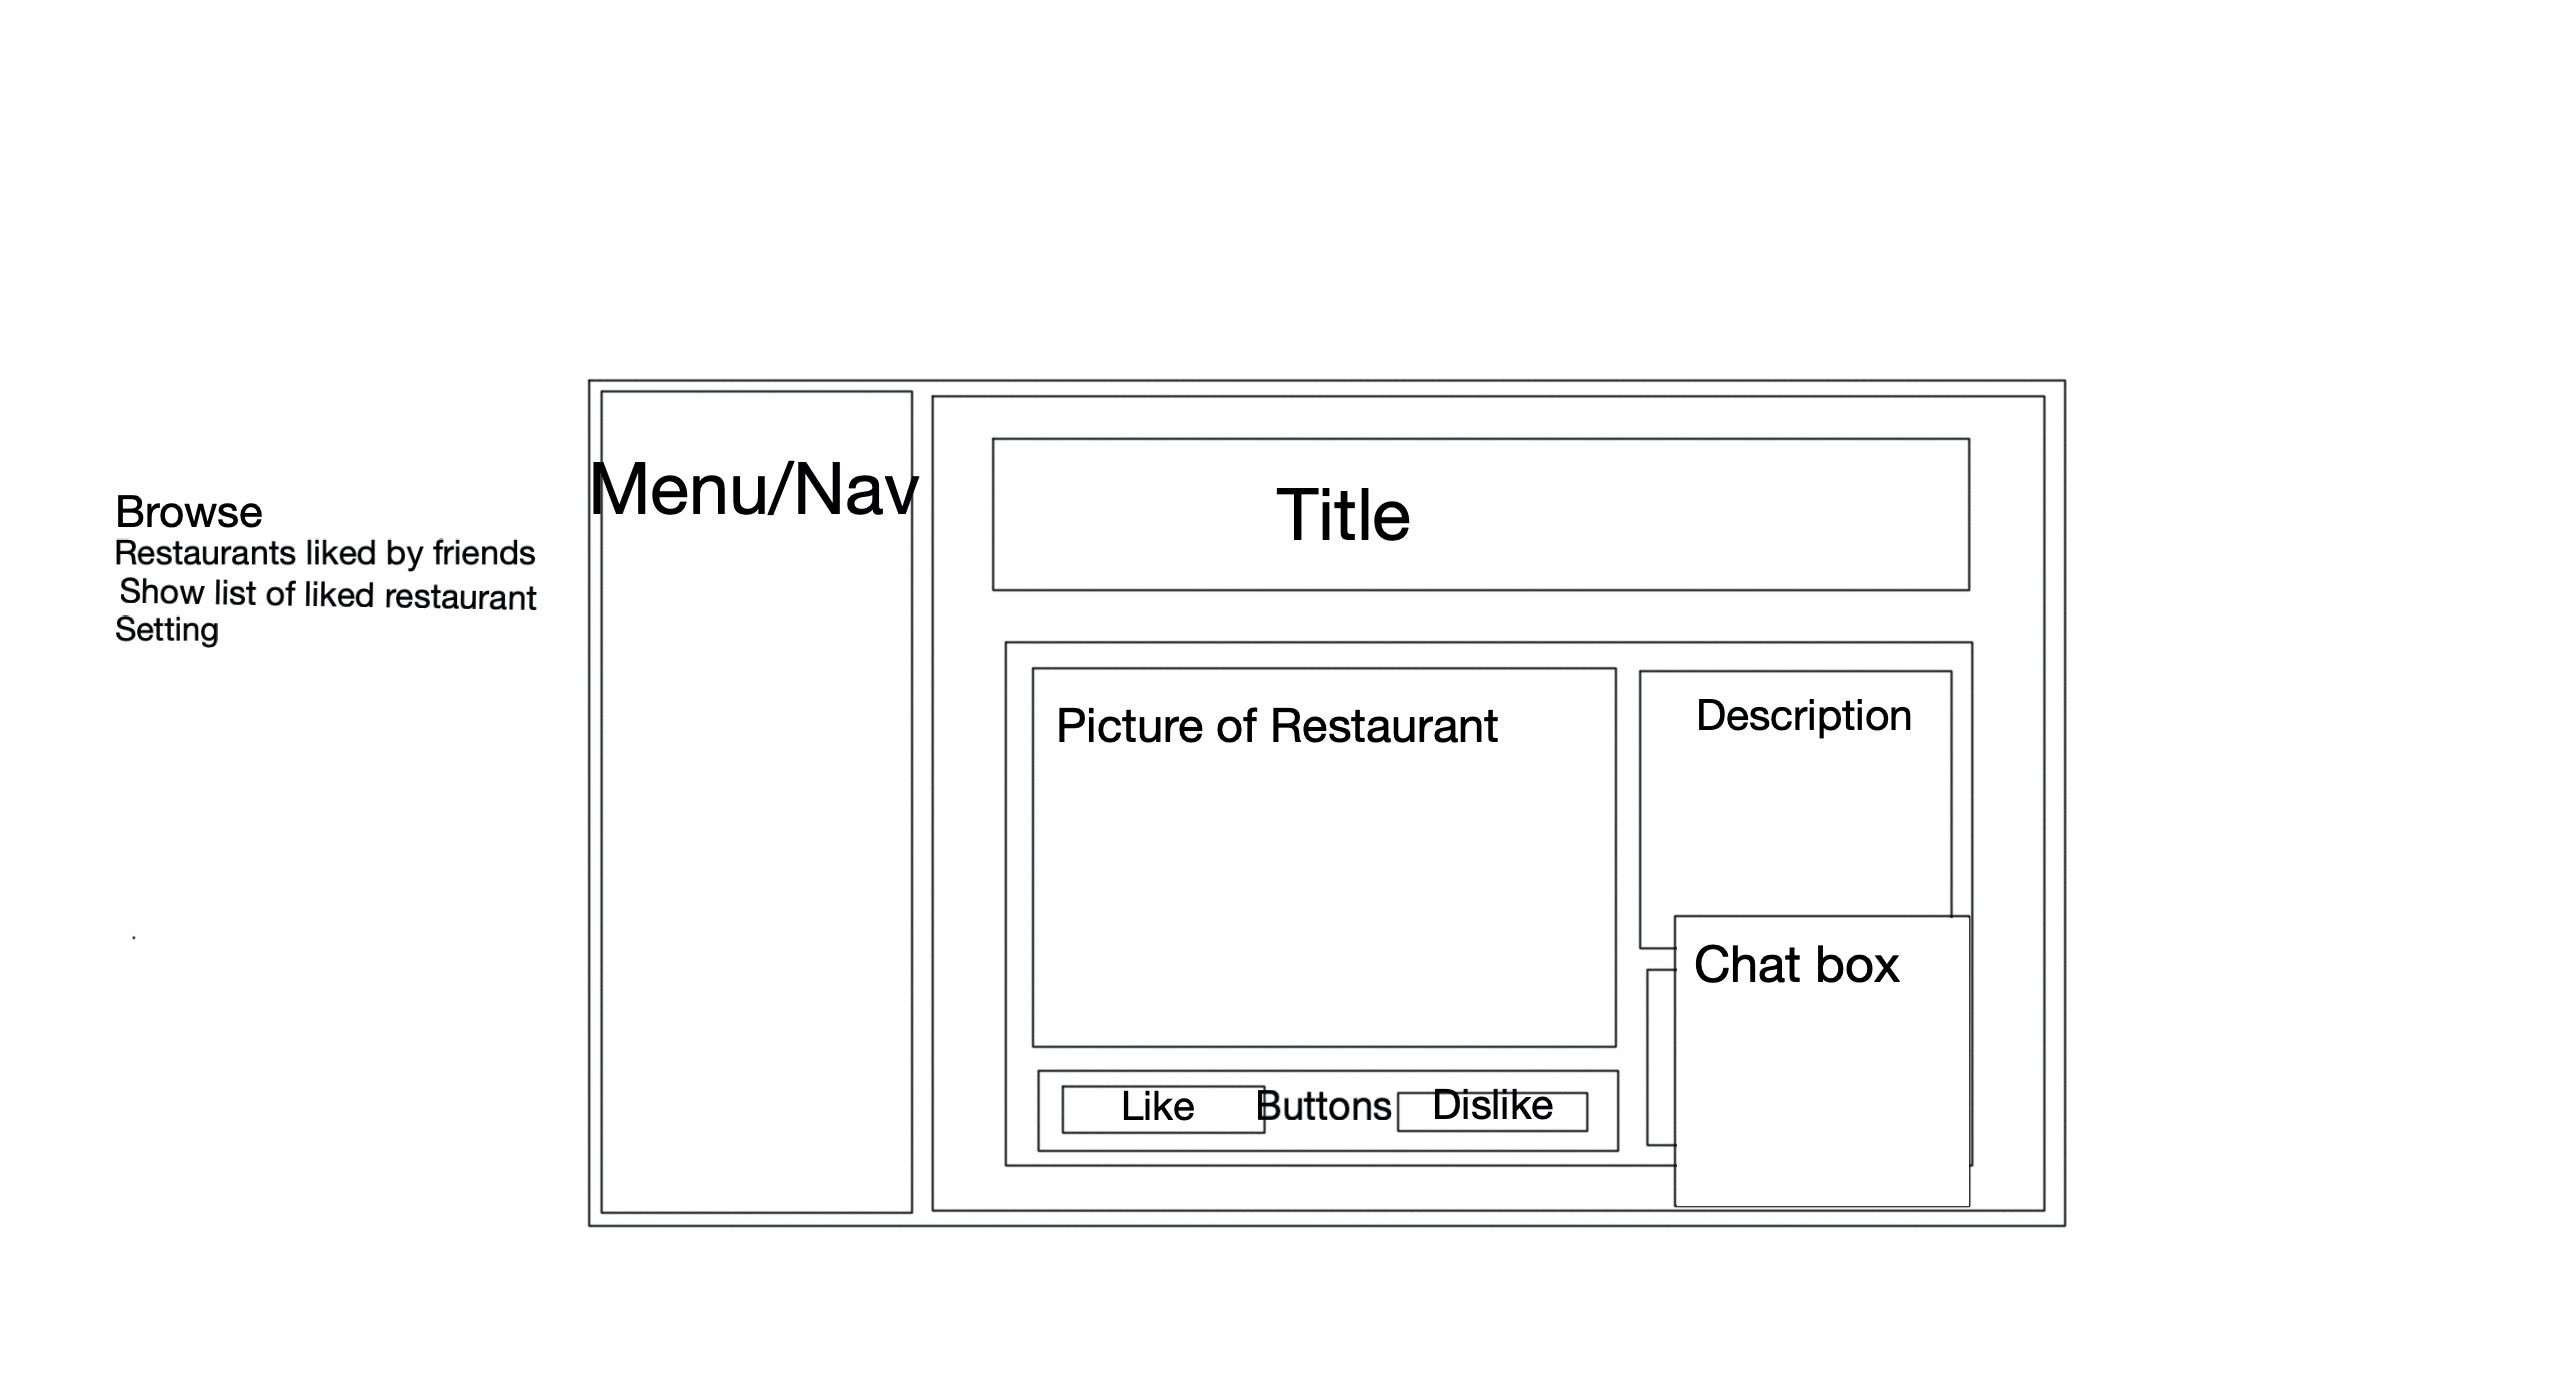 Browse
Restaurants liked by friends
Show list of liked restaurant
Setting
Menu/Nav
Title
Picture of Restaurant
Description
Chat box
Like
Buttons
Dislike